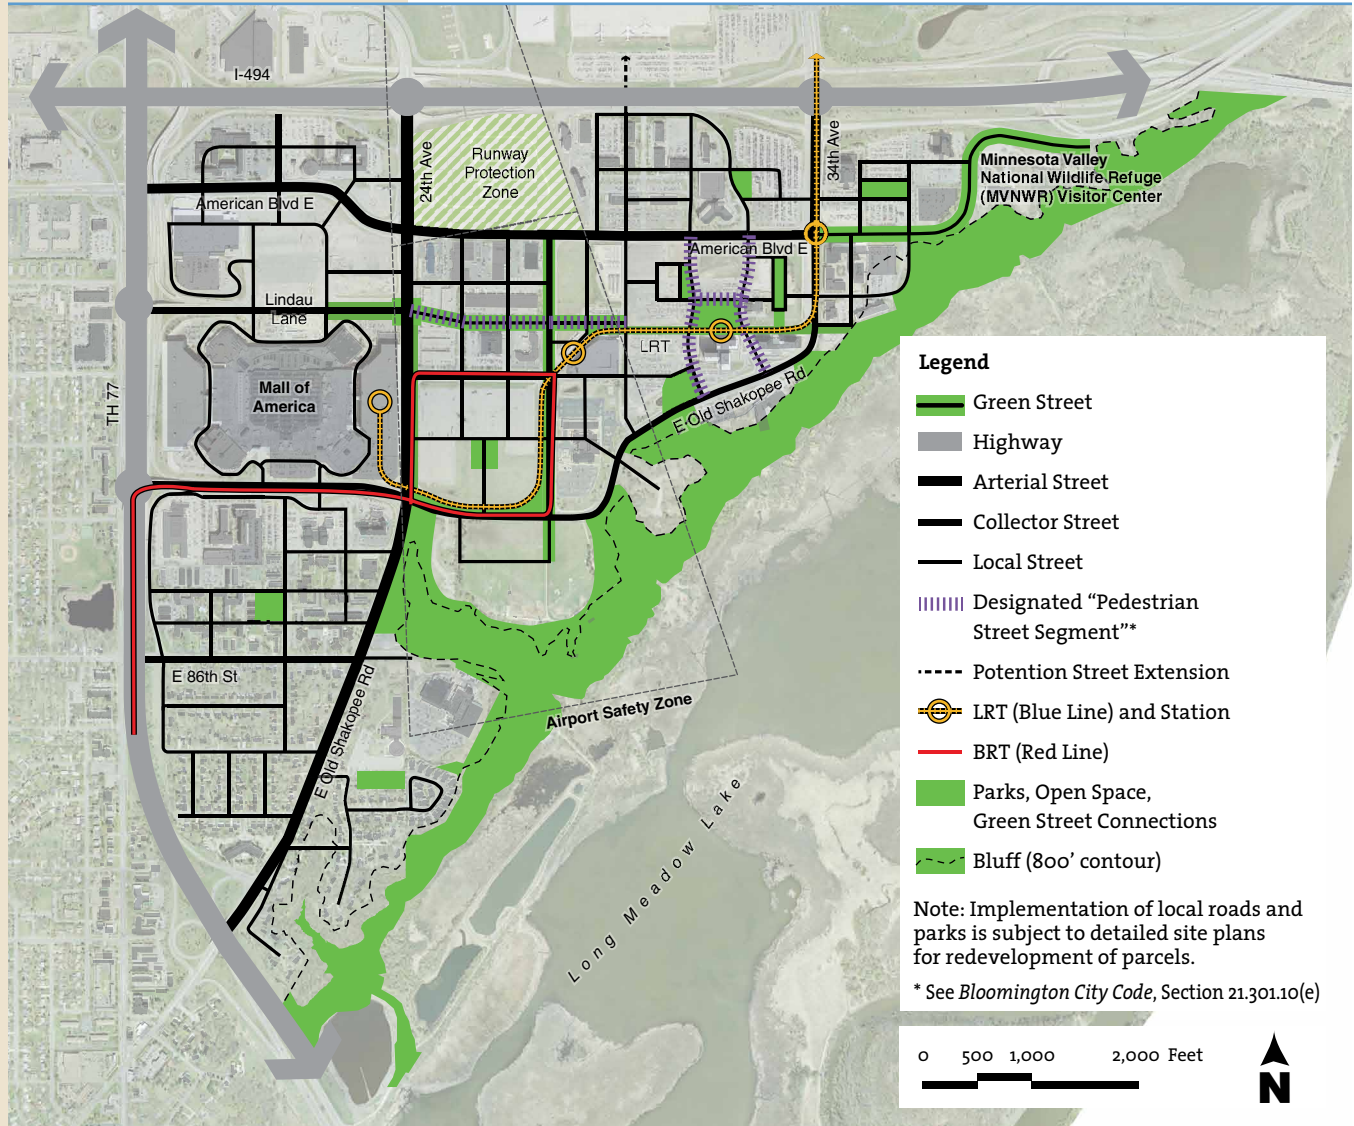 I-494
24th Ave
Runway
Protection
Zone
34th Ave
Minnesota Valley
National Wildlife Refuge
(MVNWR) Visitor Center
American Blvd E
American Blvd E
Lindau
Lane
LRT
Mall of
America
TH 77
E Old Shakopee Rd
E 86th St
E Old Shakopee Rd
Airport Safety Zone
Long Meadow Lake
Legend
Green Street
Highway
Arterial Street
Collector Street
Local Street
Designated “Pedestrian
Street Segment”*
Potention Street Extension
LRT (Blue Line) and Station
BRT (Red Line)
Parks, Open Space,
Green Street Connections
Bluff (800’ contour)
Note: Implementation of local roads and
parks is subject to detailed site plans
for redevelopment of parcels.
* See Bloomington City Code, Section 21.301.10(e)
0 500 1,000 2,000 Feet
N